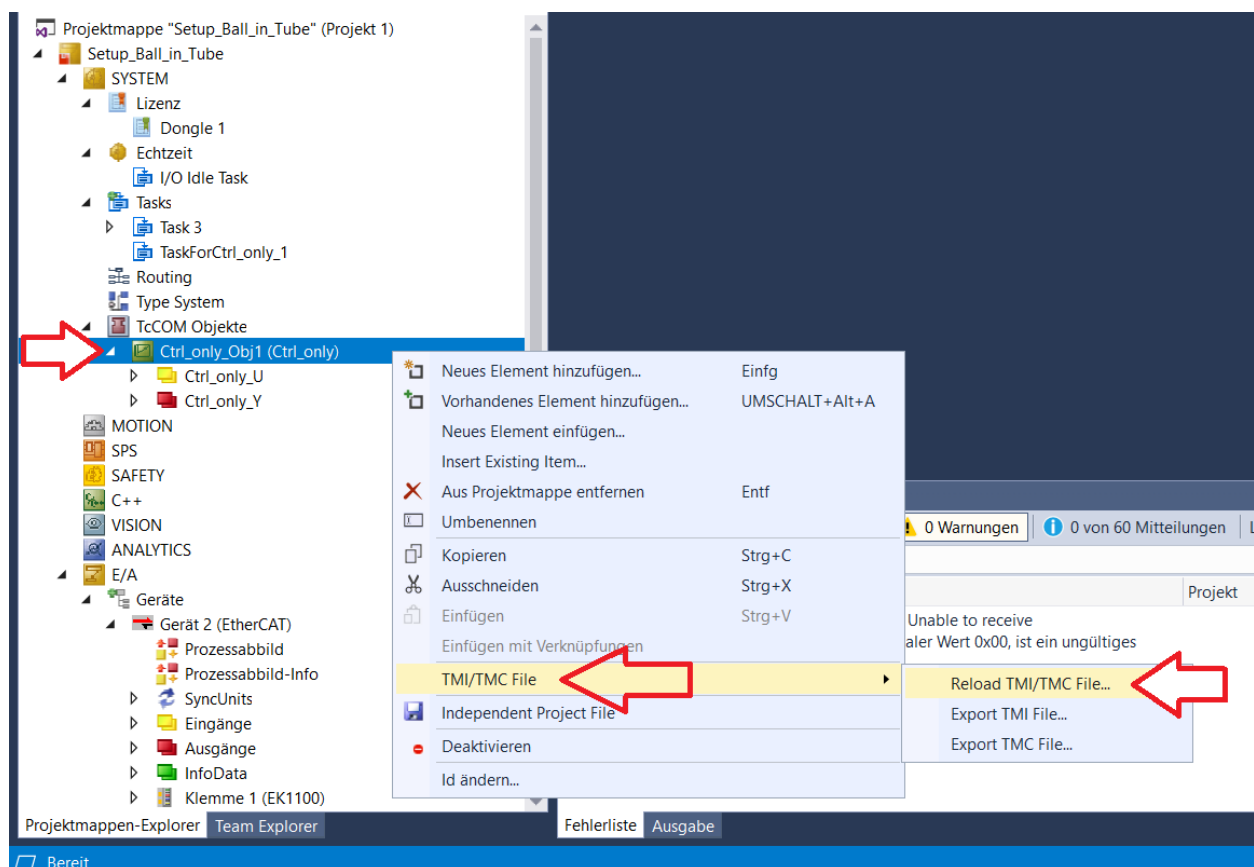 Projektmappe "Setup_Ball_in_Tube" (Projekt 1)
Setup_Ball_in_Tube
SYSTEM
Lizenz
Dongle 1
Echtzeit
I/O Idle Task
Tasks
Task 3
TaskForCtrl_only_1
Routing
Type System
TcCOM Objekte
Ctrl_only_Obj1 (Ctrl_only)
Ctrl_only_U
Ctrl_only_Y
MOTION
SPS
SAFETY
C++
VISION
ANALYTICS
E/A
Geräte
Gerät 2 (EtherCAT)
Prozessabbild
Prozessabbild-Info
SyncUnits
Eingänge
Ausgänge
InfoData
Klemme 1 (EK1100)
Projektmappen-Explorer Team Explorer
Neues Element hinzufügen... Einfg
Vorhandenes Element hinzufügen... UMSCHALT+Alt+A
Neues Element einfügen...
Insert Existing Item...
Aus Projektmappe entfernen Entf
Umbenennen
Kopieren Strg+C
Ausschneiden Strg+X
Einfügen Strg+V
Einfügen mit Verknüpfungen
TMI/TMC File
Independent Project File
Deaktivieren
Id ändern...
0 Warnungen 0 von 60 Mitteilungen
Projekt
Unable to receive
aler Wert 0x00, ist ein ungültiges
Reload TMI/TMC File...
Export TMI File...
Export TMC File...
Fehlerliste Ausgabe
Bereit